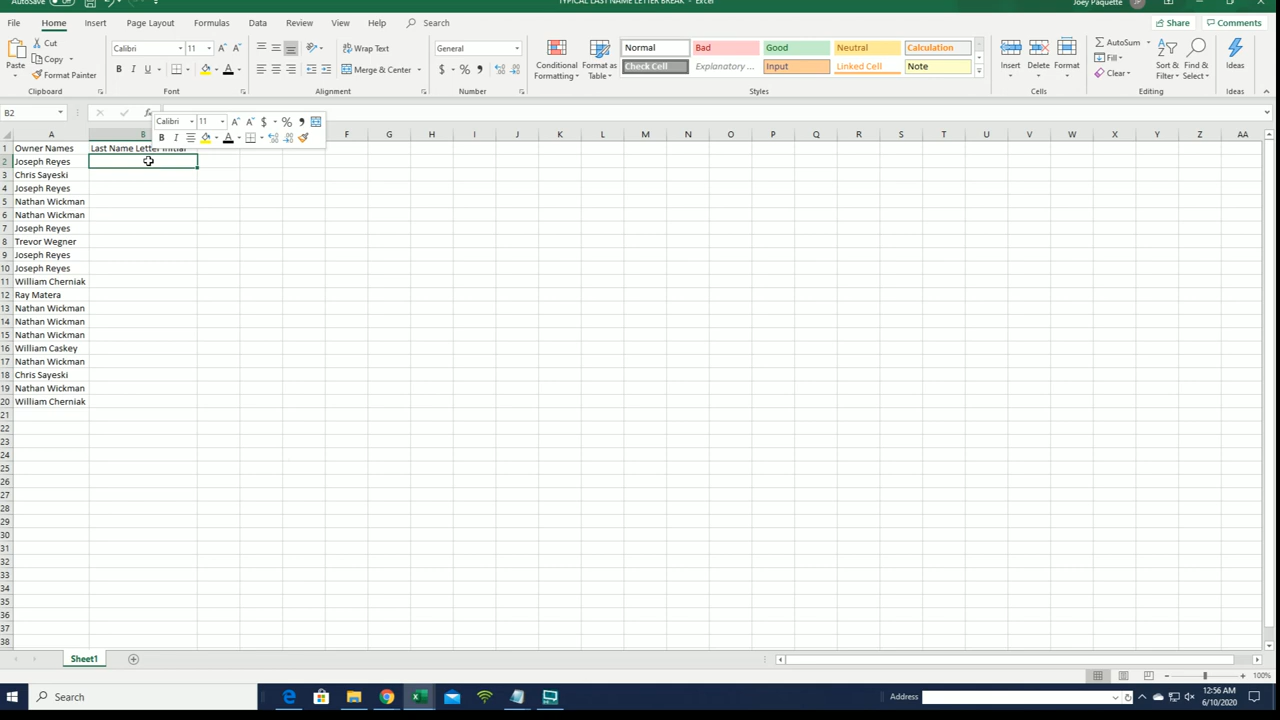 AutoSave Off TYPICAL LAST NAME LETTER BREAK - Excel Joey Paquette JP
File Home Insert Page Layout Formulas Data Review View Help Search Share Comments
Paste Cut Copy Format Painter Clipboard
Calibri 11 B I U Font
Wrap Text Merge & Center Alignment
General $ % Number
Conditional Formatting Format as Table
Normal Bad Good Neutral Calculation
Check Cell Explanatory ... Input Linked Cell Note
Styles
Insert Delete Format Cells
AutoSum Fill Clear Sort & Filter Find & Select Editing
Ideas Ideas
B2 fx
Calibri 11 $ %
B I
A B F G H I J K L M N O P Q R S T U V W X Y Z AA
1 Owner Names Last Name Letter Initial
2 Joseph Reyes
3 Chris Sayeski
4 Joseph Reyes
5 Nathan Wickman
6 Nathan Wickman
7 Joseph Reyes
8 Trevor Wegner
9 Joseph Reyes
10 Joseph Reyes
11 William Cherniak
12 Ray Matera
13 Nathan Wickman
14 Nathan Wickman
15 Nathan Wickman
16 William Caskey
17 Nathan Wickman
18 Chris Sayeski
19 Nathan Wickman
20 William Cherniak
21
22
23
24
25
26
27
28
29
30
31
32
33
34
35
36
37
38
Sheet1
100%
Search Address 12:56 AM
6/10/2020